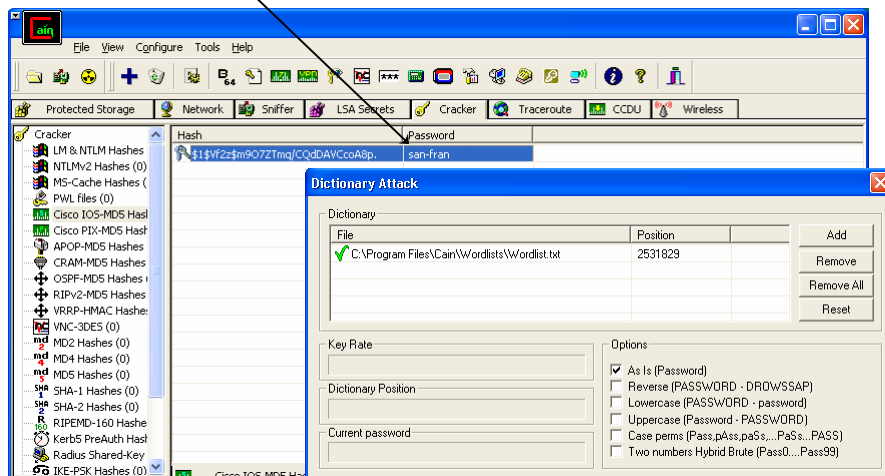 Cain
File View Configure Tools Help
B64
Protected Storage Network Sniffer LSA Secrets Cracker Traceroute CCDU Wireless
Cracker
LM & NTLM Hashes
NTLMv2 Hashes (0)
MS-Cache Hashes (
PWL files (0)
Cisco IOS-MD5 Hasl
Cisco PIX-MD5 Hash
APOP-MD5 Hashes
CRAM-MD5 Hashes
OSPF-MD5 Hashes
RIPv2-MD5 Hashes
VRRP-HMAC Hashe:
VNC-3DES (0)
MD2 Hashes (0)
MD4 Hashes (0)
MD5 Hashes (0)
SHA-1 Hashes (0)
SHA-2 Hashes (0)
RIPEMD-160 Hashe
Kerb5 PreAuth Hash
Radius Shared-Key
IKE-PSK Hashes (0)
Hash Password
$1$Vf2z$m9O7ZTmq/CQdDAVCcoA8p. san-fran
Dictionary Attack
Dictionary
File Position
C:\Program Files\Cain\Wordlists\Wordlist.txt 2531829
Add
Remove
Remove All
Reset
Key Rate
Dictionary Position
Current password
Options
As Is (Password)
Reverse (PASSWORD - DROWSSAP)
Lowercase (PASSWORD - password)
Uppercase (Password - PASSWORD)
Case perms (Pass,pAss,paSs,...PaSs...PASS)
Two numbers Hybrid Brute (Pass0....Pass99)